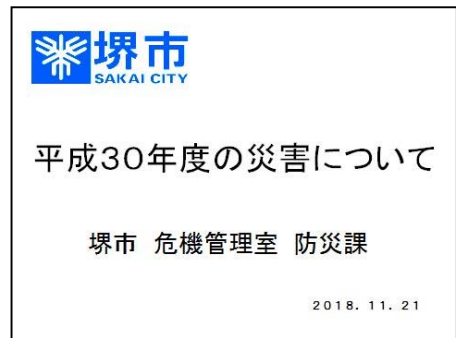 堺市
SAKAI CITY
平成30年度の災害について
堺市 危機管理室 防災課
2018.11.21